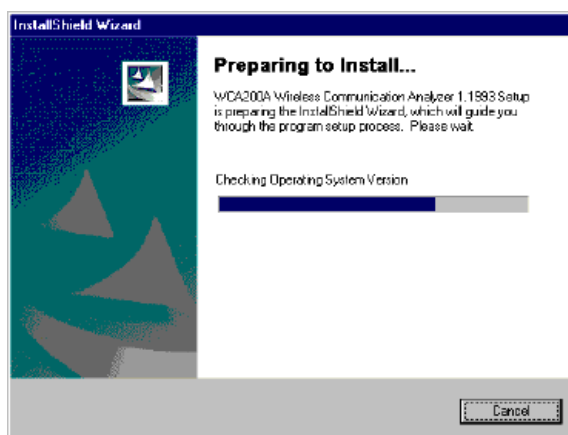 InstallShield Wizard
Preparing to Install...
WCA200A Wireless Communication Analyzer 1.1993 Setup
is preparing the InstallShield Wizard, which will guide you
through the program setup process. Please wait.
Checking Operating System Version
Cancel